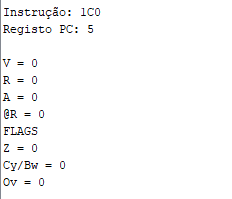 Instrução: 1C0
Registo PC: 5
V = 0
R = 0
A = 0
@R = 0
FLAGS
Z = 0
Cy/Bw = 0
Ov = 0